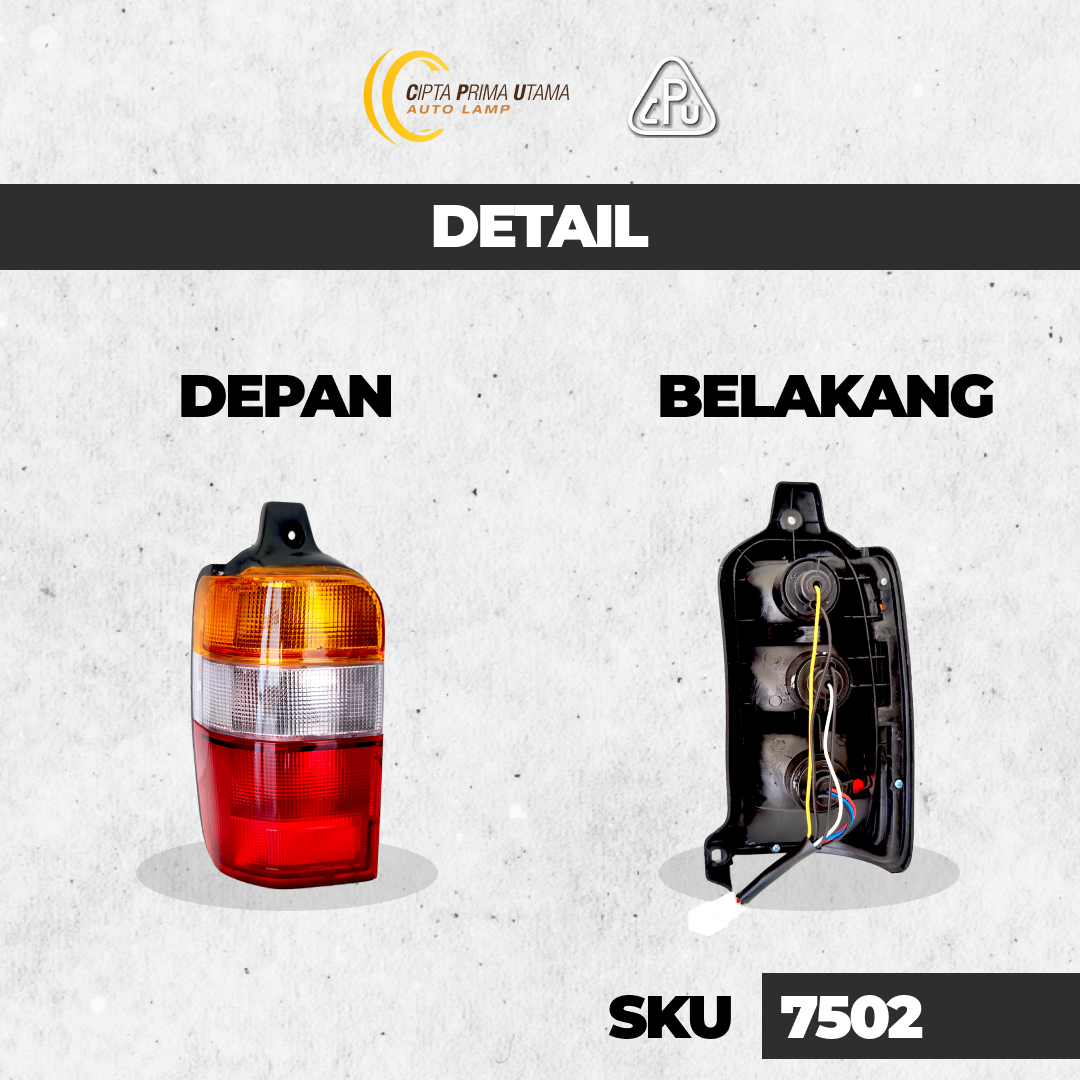 CIPTA PRIMA UTAMA
AUTO LAMP
CPU
DETAIL
DEPAN
BELAKANG
SKU 7502